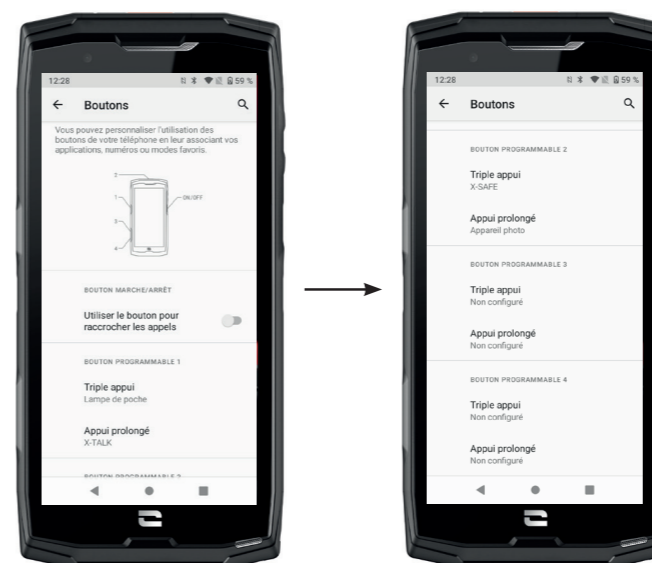 12:28
59 %
Boutons
Vous pouvez personnaliser l'utilisation des
boutons de votre téléphone en leur associant vos
applications, numéros ou modes favoris.
2
1
ON/OFF
3
4
BOUTON MARCHE/ARRÊT
Utiliser le bouton pour
raccrocher les appels
BOUTON PROGRAMMABLE 1
Triple appui
Lampe de poche
Appui prolongé
X-TALK
BOUTON PROGRAMMABLE 2
12:28
59 %
Boutons
BOUTON PROGRAMMABLE 2
Triple appui
X-SAFE
Appui prolongé
Appareil photo
BOUTON PROGRAMMABLE 3
Triple appui
Non configuré
Appui prolongé
Non configuré
BOUTON PROGRAMMABLE 4
Triple appui
Non configuré
Appui prolongé
Non configuré